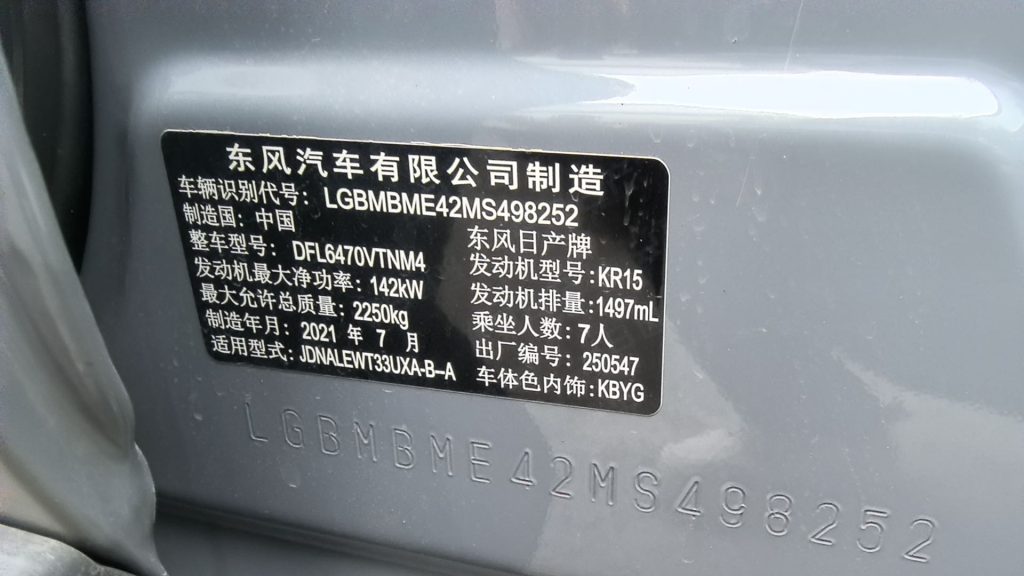 东风汽车有限公司制造
车辆识别代号: LGBMBME42MS498252
制造国: 中国 东风日产牌
整车型号: DFL6470VTNM4 发动机型号: KR15
发动机最大净功率: 142kW 发动机排量: 1497mL
最大允许总质量: 2250kg 乘坐人数: 7人
制造年月: 2021 年 7 月 出厂编号: 250547
适用型式: JDNALEWT33UXA-B-A 车体色内饰: KBYG
LGBMBME42MS498252